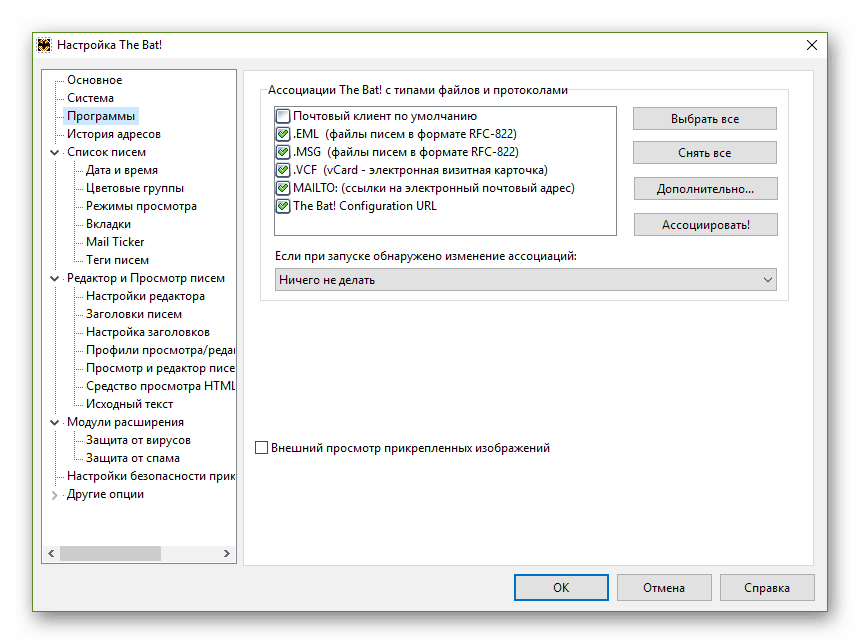 Настройка The Bat!
Основное
Система
Программы
История адресов
Список писем
Дата и время
Цветовые группы
Режимы просмотра
Вкладки
Mail Ticker
Теги писем
Редактор и Просмотр писем
Настройки редактора
Заголовки писем
Настройка заголовков
Профили просмотра/реда
Просмотр и редактор писе
Средство просмотра HTML
Исходный текст
Модули расширения
Защита от вирусов
Защита от спама
Настройки безопасности прик
Другие опции
Ассоциации The Bat! с типами файлов и протоколами
Почтовый клиент по умолчанию
.EML (файлы писем в формате RFC-822)
.MSG (файлы писем в формате RFC-822)
.VCF (vCard - электронная визитная карточка)
MAILTO: (ссылки на электронный почтовый адрес)
The Bat! Configuration URL
Выбрать все
Снять все
Дополнительно...
Ассоциировать!
Если при запуске обнаружено изменение ассоциаций:
Ничего не делать
Внешний просмотр прикрепленных изображений
OK
Отмена
Справка